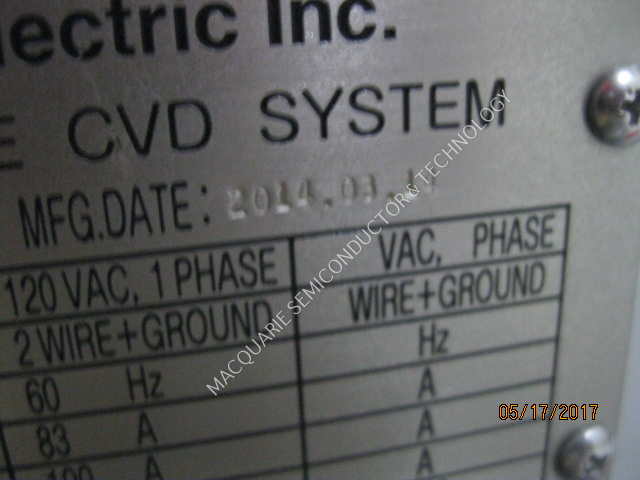 lectric Inc.
E CVD SYSTEM
MFG.DATE: 2014.03.
120 VAC, 1 PHASE VAC, PHASE
2 WIRE+GROUND WIRE+GROUND
60 Hz Hz
83 A A
100 A A
MACQUARIE SEMICONDUCTOR & TECHNOLOGY
05/17/2017